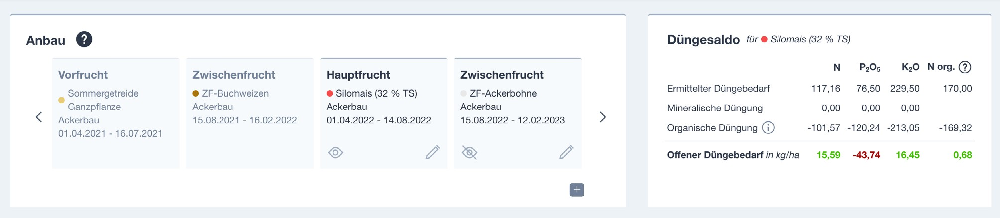 Anbau ?
Vorfrucht
Sommergetreide
Ganzpflanze
Ackerbau
01.04.2021 - 16.07.2021
Zwischenfrucht
ZF-Buchweizen
Ackerbau
15.08.2021 - 16.02.2022
Hauptfrucht
Silomais (32 % TS)
Ackerbau
01.04.2022 - 14.08.2022
Zwischenfrucht
ZF-Ackerbohne
Ackerbau
15.08.2022 - 12.02.2023
+
Düngesaldo für Silomais (32 % TS)
N P₂O₅ K₂O N org. ?
Ermittelter Düngebedarf 117,16 76,50 229,50 170,00
Mineralische Düngung 0,00 0,00 0,00
Organische Düngung i -101,57 -120,24 -213,05 -169,32
Offener Düngebedarf in kg/ha 15,59 -43,74 16,45 0,68